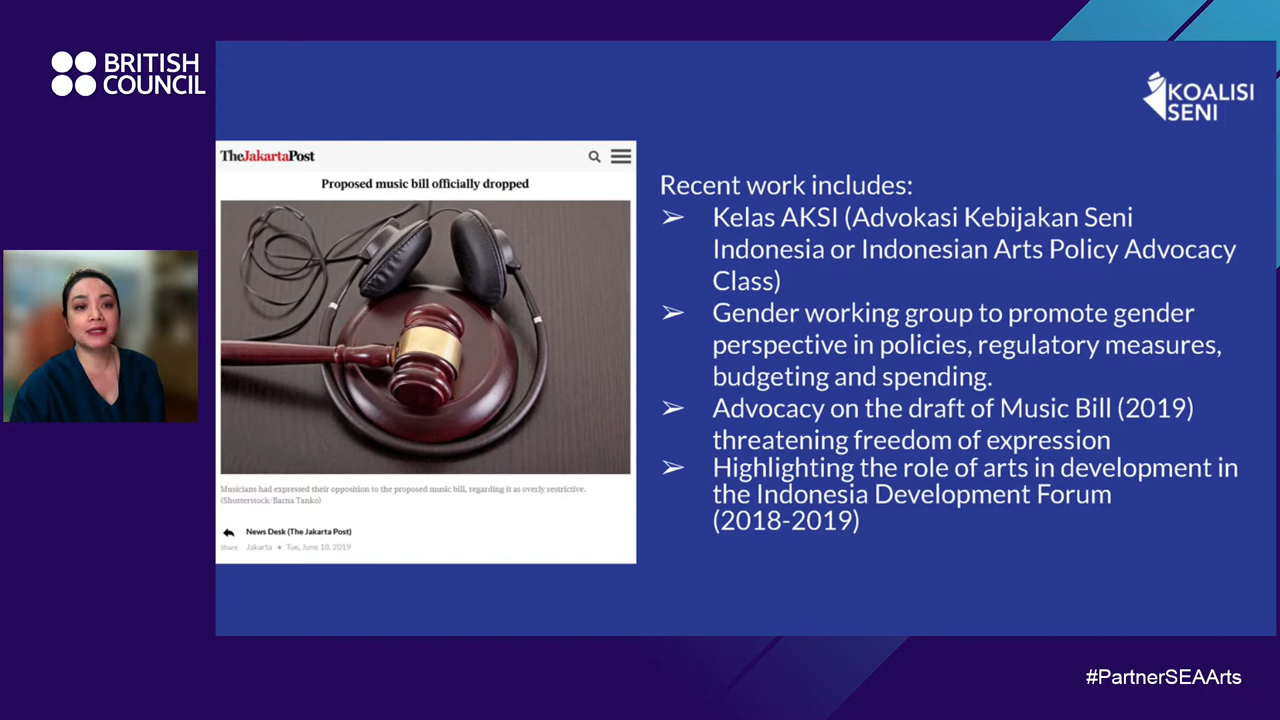 BRITISH
COUNCIL
KOALISI
SENI
TheJakartaPost
Proposed music bill officially dropped
Musicians had expressed their opposition to the proposed music bill, regarding it as overly restrictive.
(Shutterstock/Barna Tanko)
News Desk (The Jakarta Post)
Share
Jakarta • Tue, June 18, 2019
Recent work includes:
➢ Kelas AKSI (Advokasi Kebijakan Seni
Indonesia or Indonesian Arts Policy Advocacy
Class)
➢ Gender working group to promote gender
perspective in policies, regulatory measures,
budgeting and spending.
➢ Advocacy on the draft of Music Bill (2019)
threatening freedom of expression
➢ Highlighting the role of arts in development in
the Indonesia Development Forum
(2018-2019)
#PartnerSEAArts